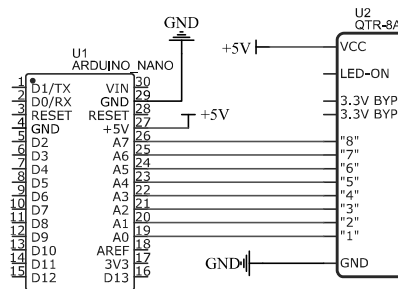 GND
U2
QTR-8A
+5V
VCC
U1
ARDUINO_NANO
LED-ON
1 D1/TX VIN 30
2 D0/RX GND 29
3.3V BYP
3 RESET RESET 28
3.3V BYP
4 GND +5V 27
+5V
5 D2 A7 26 "8"
6 D3 A6 25 "7"
7 D4 A5 24 "6"
8 D5 A4 23 "5"
9 D6 A3 22 "4"
10 D7 A2 21 "3"
11 D8 A1 20 "2"
12 D9 A0 19 "1"
13 D10 AREF 18
14 D11 3V3 17
GND
GND
15 D12 D13 16